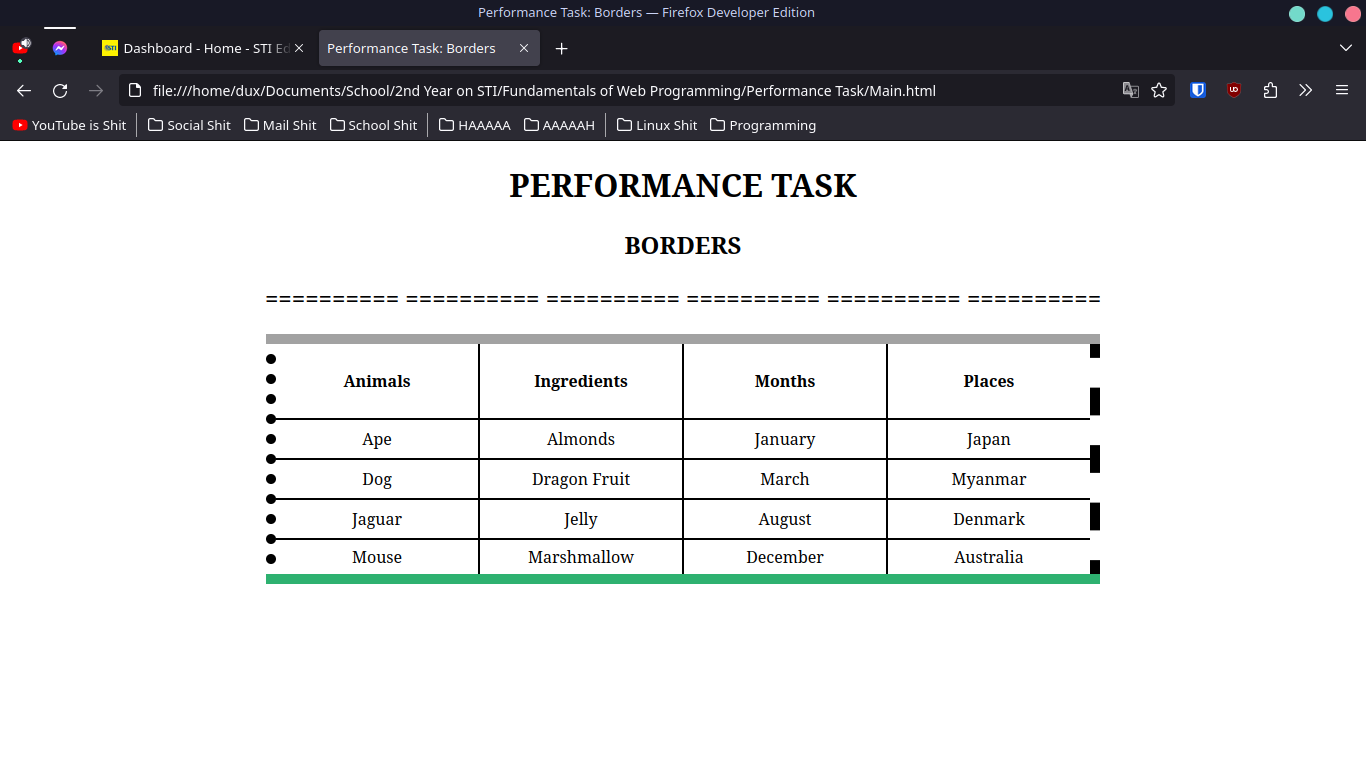 Performance Task: Borders — Firefox Developer Edition
Dashboard - Home - STI Ed
Performance Task: Borders
file:///home/dux/Documents/School/2nd Year on STI/Fundamentals of Web Programming/Performance Task/Main.html
YouTube is Shit Social Shit Mail Shit School Shit HAAAAA AAAAAH Linux Shit Programming
PERFORMANCE TASK
BORDERS
========== ========== ========== ========== ========== ==========
Animals Ingredients Months Places
Ape Almonds January Japan
Dog Dragon Fruit March Myanmar
Jaguar Jelly August Denmark
Mouse Marshmallow December Australia